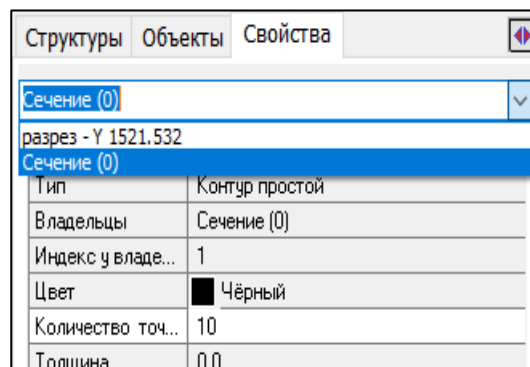 Структуры Объекты Свойства
Сечение (0)
разрез - Y 1521.532
Сечение (0)
Тип Контур простой
Владельцы Сечение (0)
Индекс у владе... 1
Цвет Чёрный
Количество точ... 10
Толщина 0.0